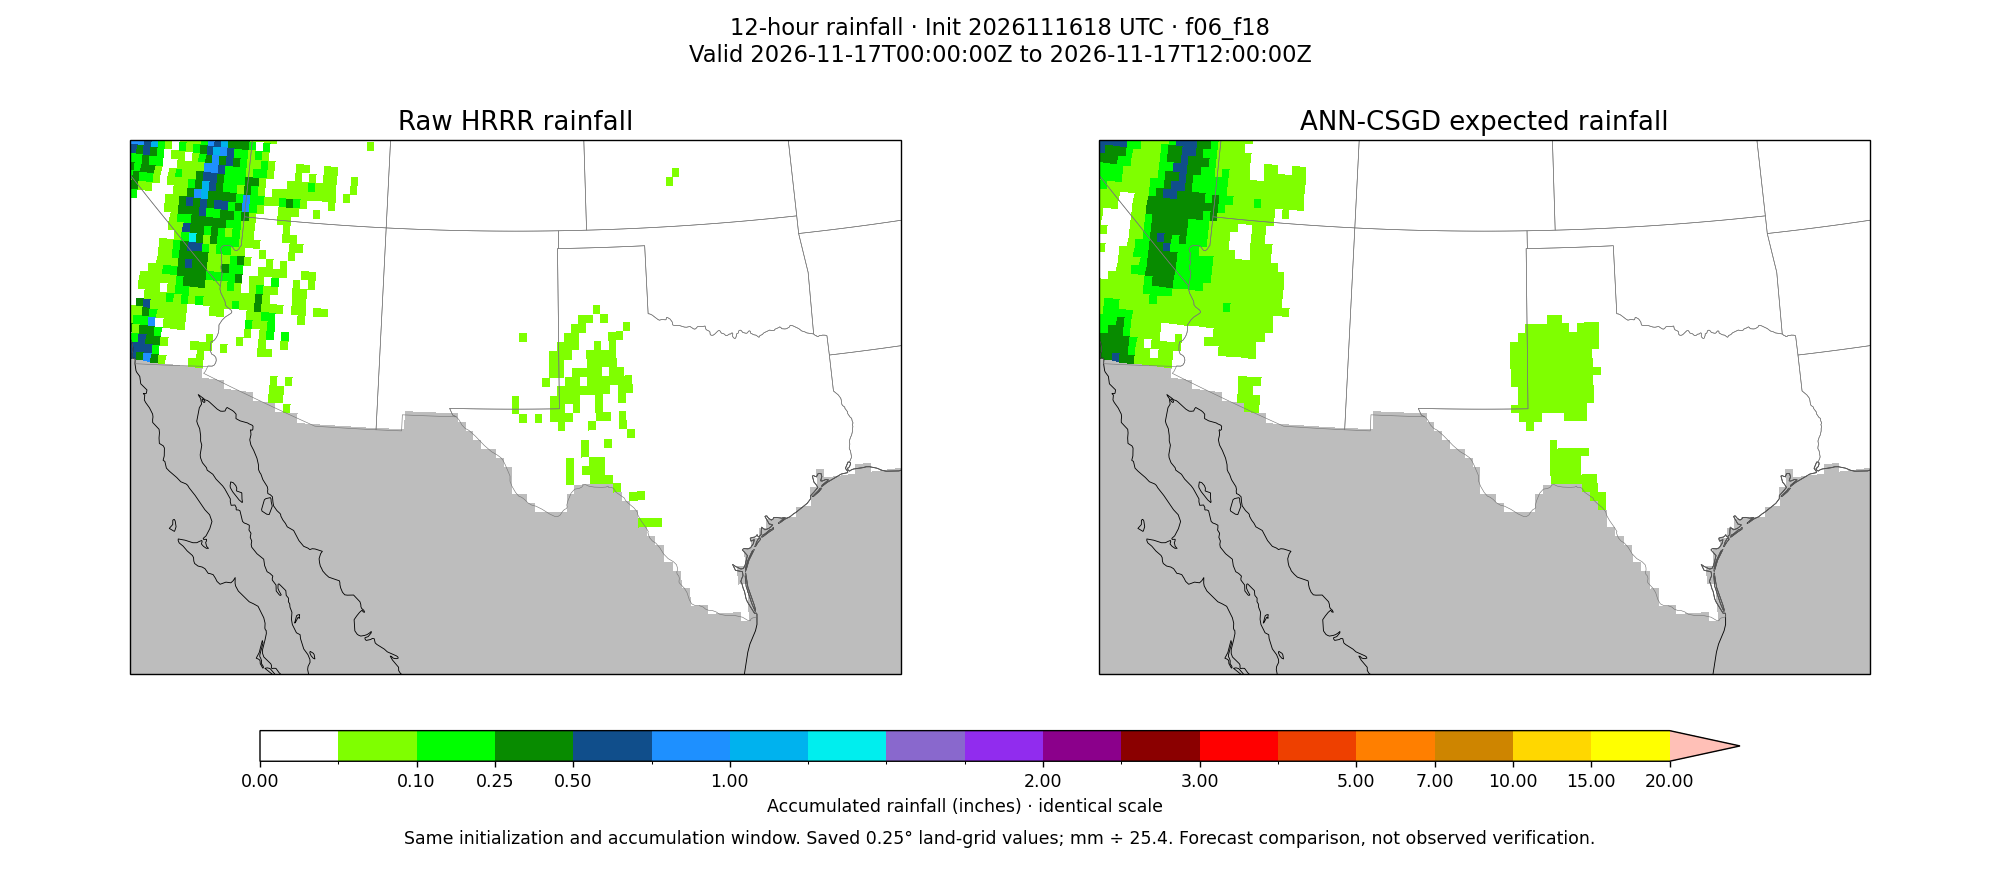 12-hour rainfall · Init 2026111618 UTC · f06_f18
Valid 2026-11-17T00:00:00Z to 2026-11-17T12:00:00Z
Raw HRRR rainfall
ANN-CSGD expected rainfall
0.00 0.10 0.25 0.50 1.00 2.00 3.00 5.00 7.00 10.00 15.00 20.00
Accumulated rainfall (inches) · identical scale
Same initialization and accumulation window. Saved 0.25° land-grid values; mm ÷ 25.4. Forecast comparison, not observed verification.